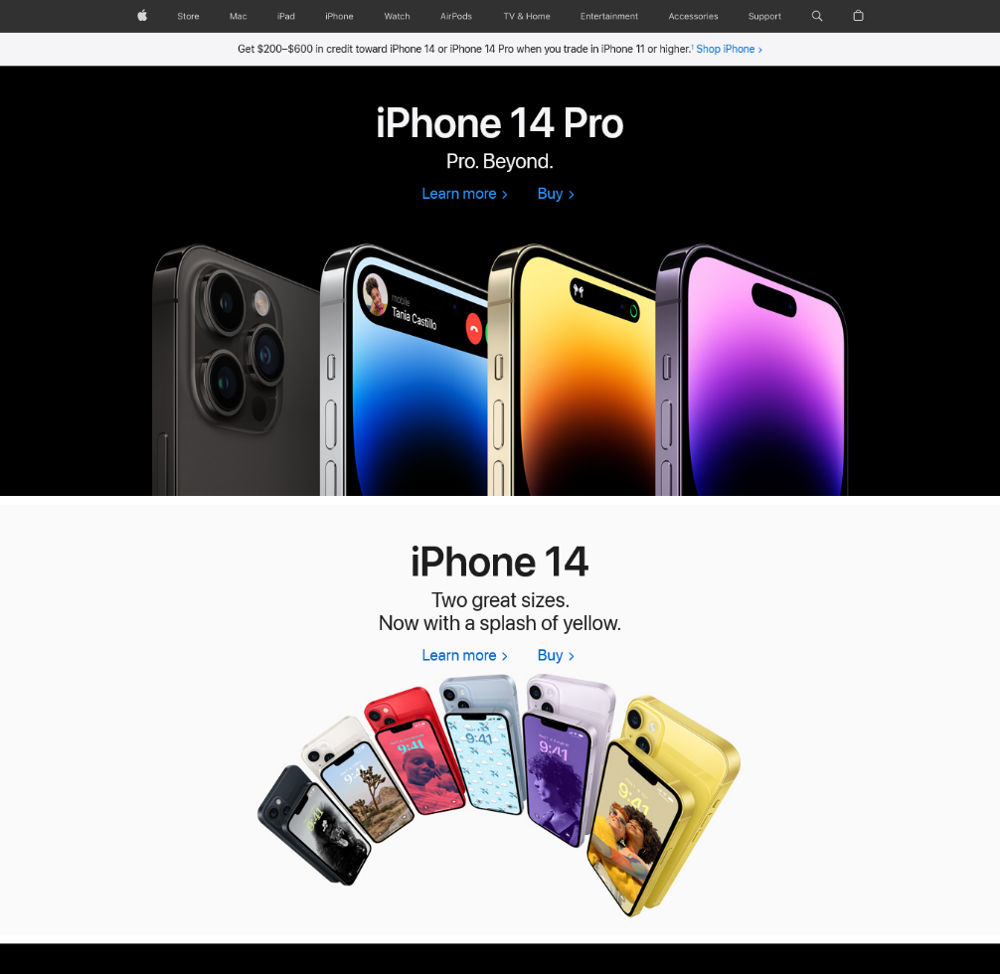 Store Mac iPad iPhone Watch AirPods TV & Home Entertainment Accessories Support
Get $200–$600 in credit toward iPhone 14 or iPhone 14 Pro when you trade in iPhone 11 or higher.¹ Shop iPhone >
iPhone 14 Pro
Pro. Beyond.
Learn more > Buy >
mobile
Tania Castillo
iPhone 14
Two great sizes.
Now with a splash of yellow.
Learn more > Buy >
9:41
9:41
9:41
9:41